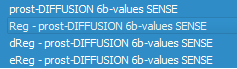 prost-DIFFUSION 6b-values SENSE
Reg - prost-DIFFUSION 6b-values SENSE
dReg - prost-DIFFUSION 6b-values SENSE
eReg - prost-DIFFUSION 6b-values SENSE